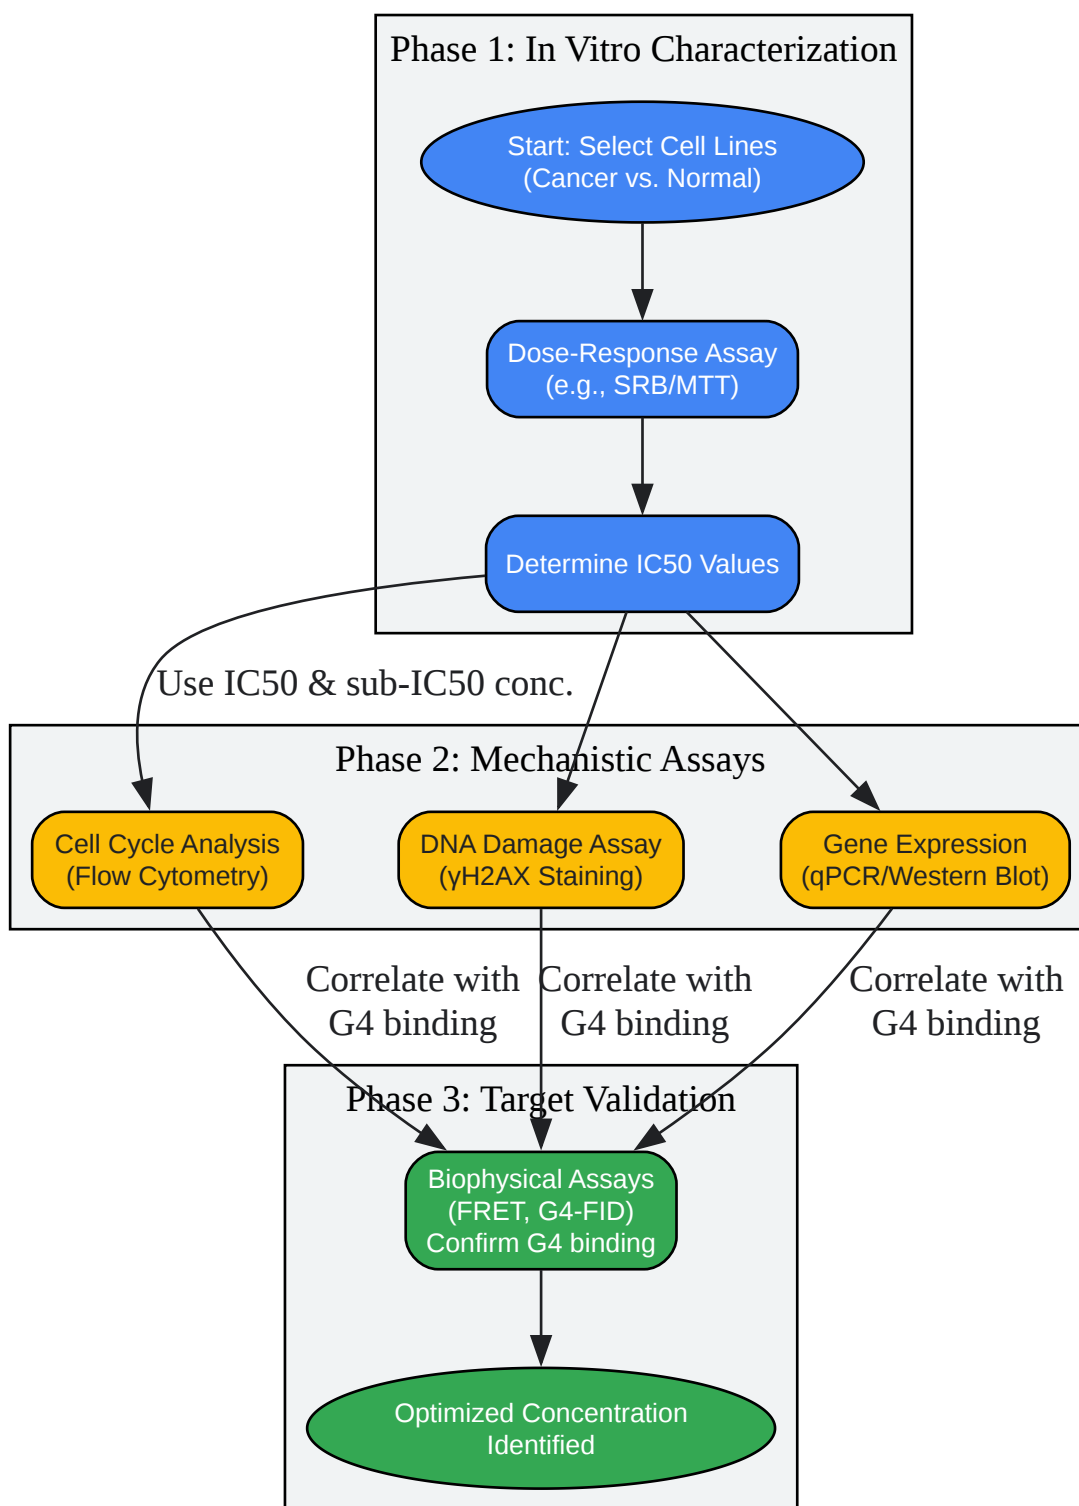 Phase 1: In Vitro Characterization
Start: Select Cell Lines
(Cancer vs. Normal)
Dose-Response Assay
(e.g., SRB/MTT)
Determine IC50 Values
Use IC50 & sub-IC50 conc.
Phase 2: Mechanistic Assays
Cell Cycle Analysis
(Flow Cytometry)
DNA Damage Assay
(γH2AX Staining)
Gene Expression
(qPCR/Western Blot)
Correlate with
G4 binding
Correlate with
G4 binding
Correlate with
G4 binding
Phase 3: Target Validation
Biophysical Assays
(FRET, G4-FID)
Confirm G4 binding
Optimized Concentration
Identified